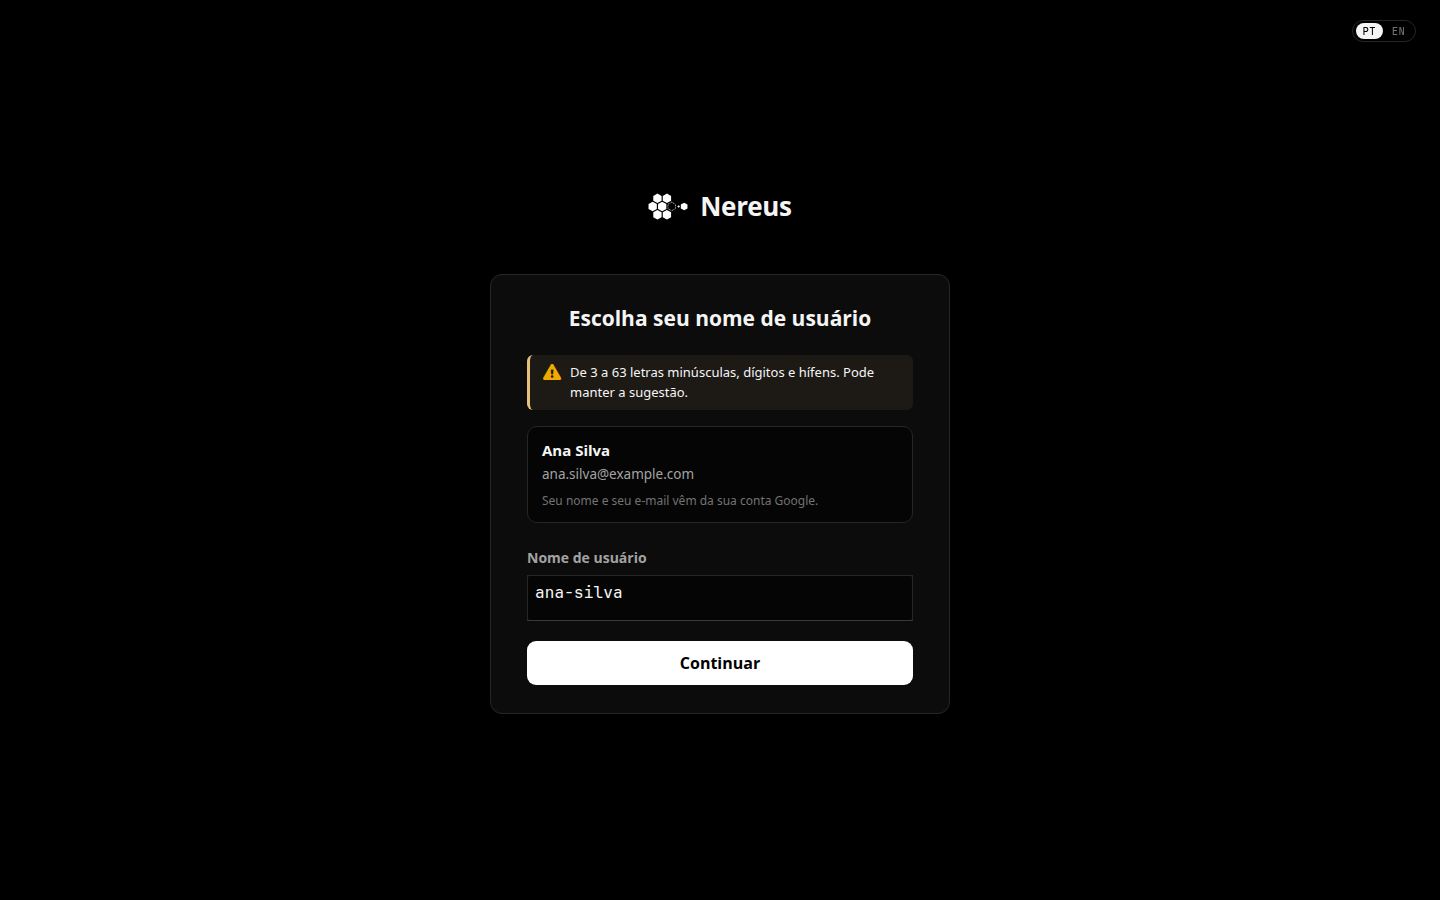 PT EN
Nereus
Escolha seu nome de usuário
De 3 a 63 letras minúsculas, dígitos e hífens. Pode
manter a sugestão.
Ana Silva
ana.silva@example.com
Seu nome e seu e-mail vêm da sua conta Google.
Nome de usuário
ana-silva
Continuar